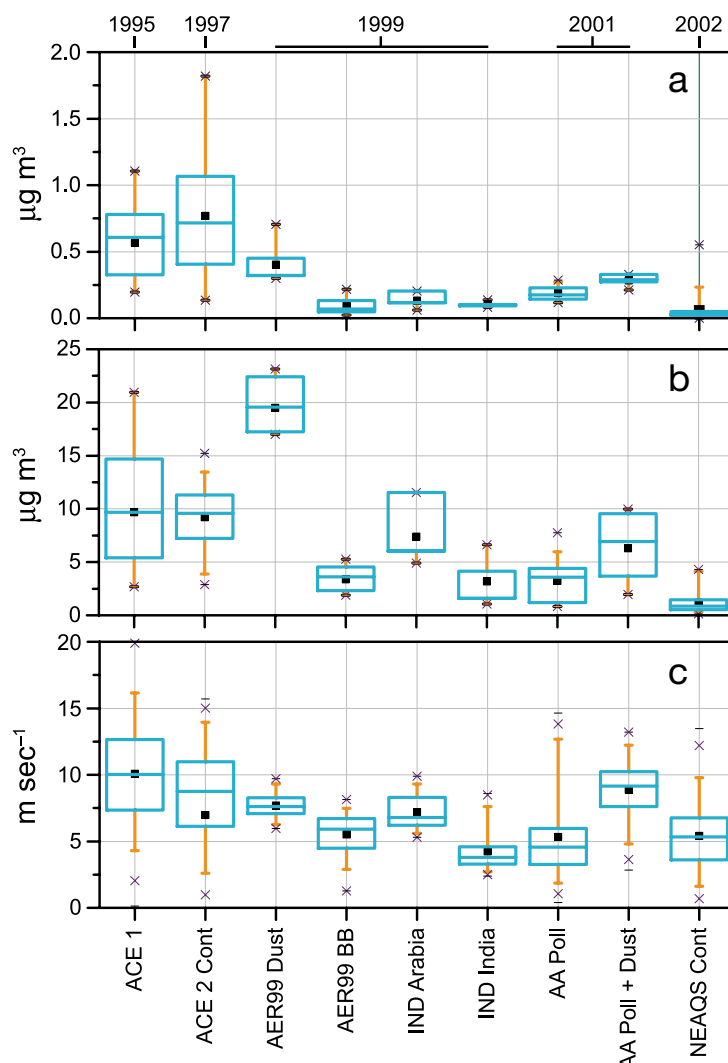 1995 1997 1999 2001 2002
a
2.0
1.5
1.0
0.5
0.0
µg m³
b
25
20
15
10
5
0
µg m³
c
20
15
10
5
0
m sec⁻¹
ACE 1
ACE 2 Cont
AER99 Dust
AER99 BB
IND Arabia
IND India
AA Poll
AA Poll + Dust
NEAQS Cont